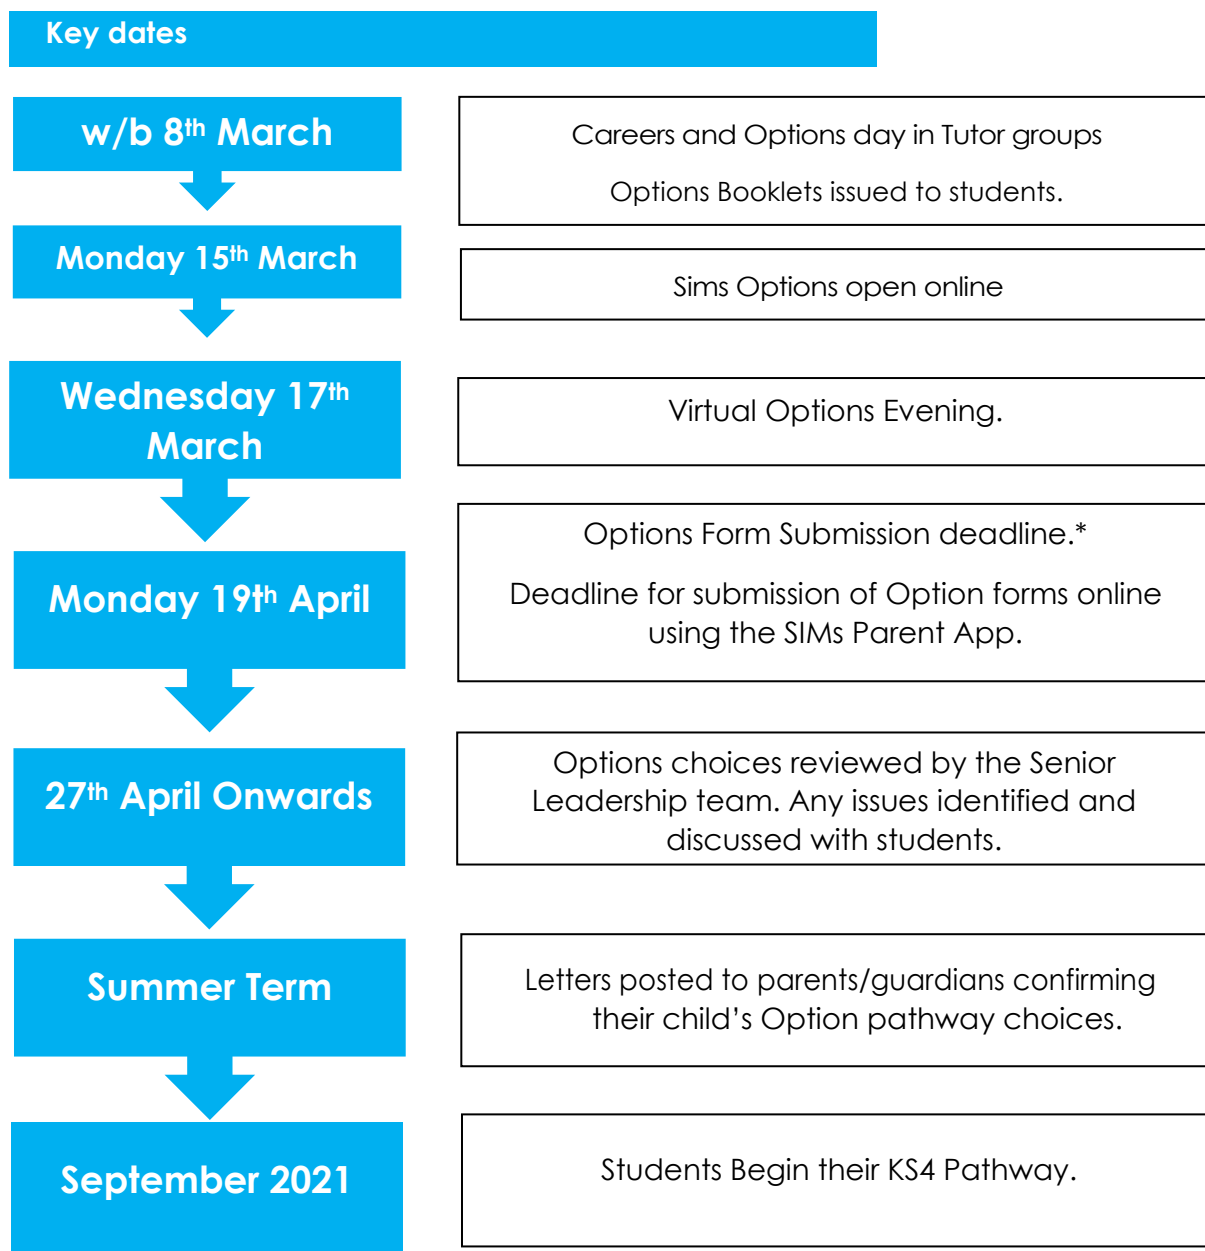 Key dates
w/b 8th March
Careers and Options day in Tutor groups
Options Booklets issued to students.
Monday 15th March
Sims Options open online
Wednesday 17th
March
Virtual Options Evening.
Monday 19th April
Options Form Submission deadline.*
Deadline for submission of Option forms online
using the SIMs Parent App.
27th April Onwards
Options choices reviewed by the Senior
Leadership team. Any issues identified and
discussed with students.
Summer Term
Letters posted to parents/guardians confirming
their child’s Option pathway choices.
September 2021
Students Begin their KS4 Pathway.